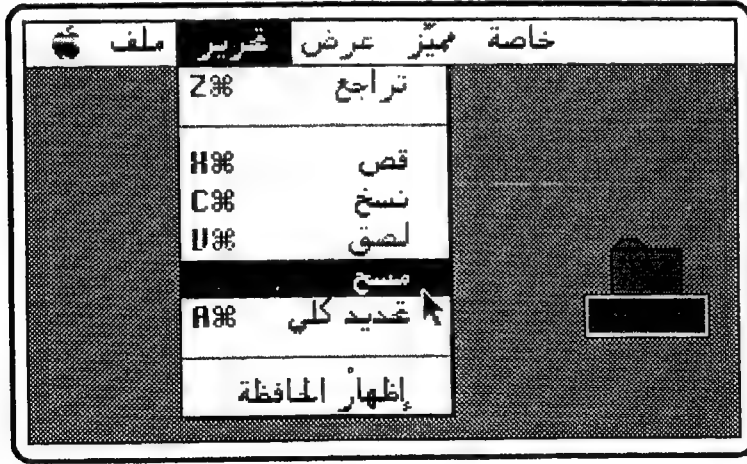 ملف تحرير عرض مميّز خاصة
تراجع ⌘Z
قص ⌘X
نسخ ⌘C
لصق ⌘V
مسح
تحديد كلي ⌘A
إظهار الحافظة